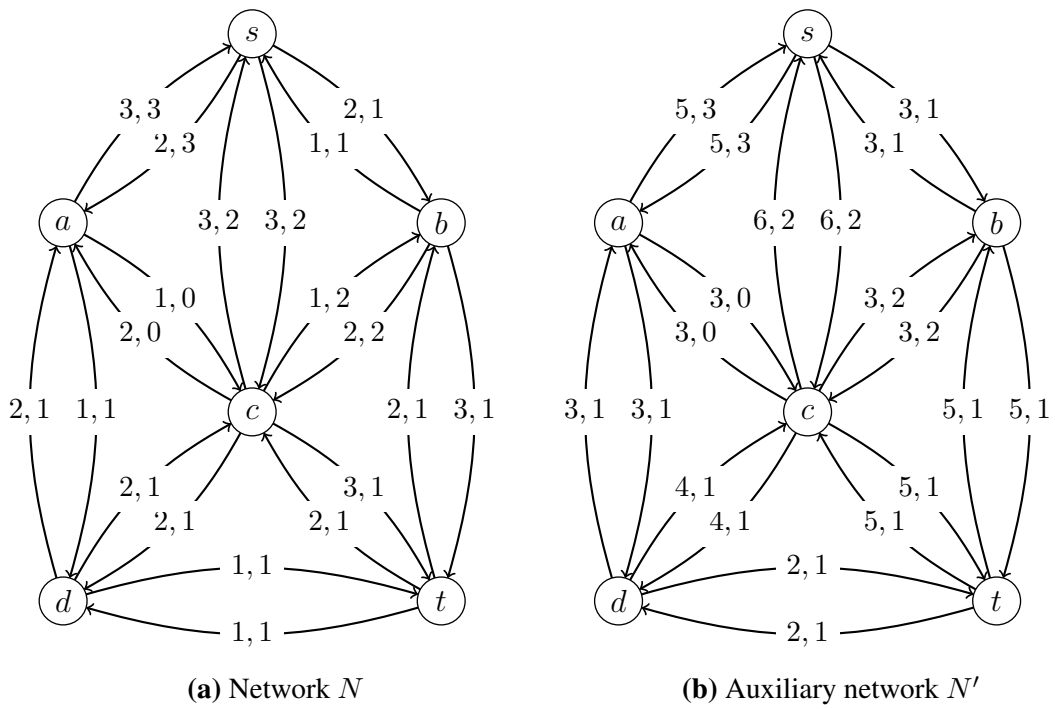 s s
3, 3 2, 1 5, 3 3, 1
2, 3 1, 1 5, 3 3, 1
a 3, 2 3, 2 b a 6, 2 6, 2 b
1, 0 1, 2 3, 0 3, 2
2, 0 2, 2 3, 0 3, 2
2, 1 1, 1 c 2, 1 3, 1 3, 1 3, 1 c 5, 1 5, 1
2, 1 3, 1 4, 1 5, 1
2, 1 2, 1 4, 1 5, 1
1, 1 2, 1
d t d t
1, 1 2, 1
(a) Network N (b) Auxiliary network N′